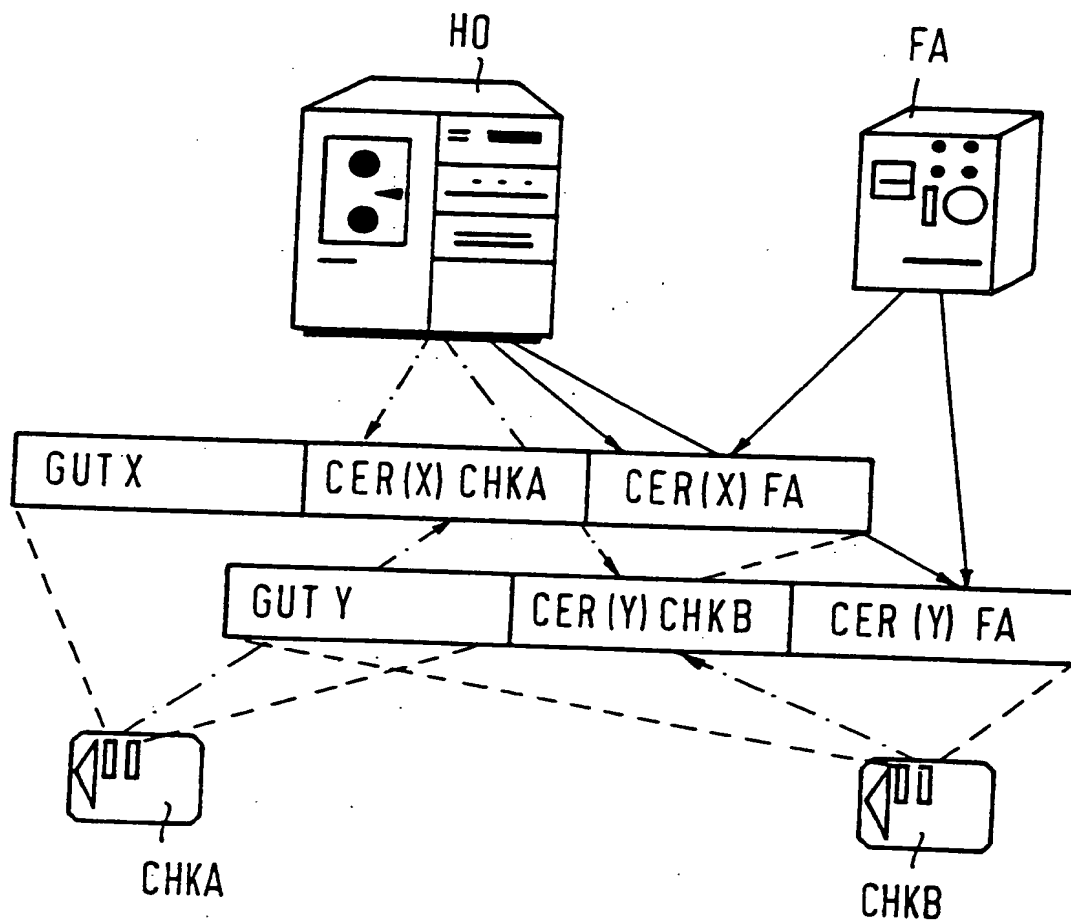 HO
FA
GUT X CER(X) CHKA CER(X) FA
GUT Y CER(Y) CHKB CER(Y) FA
CHKA
CHKB